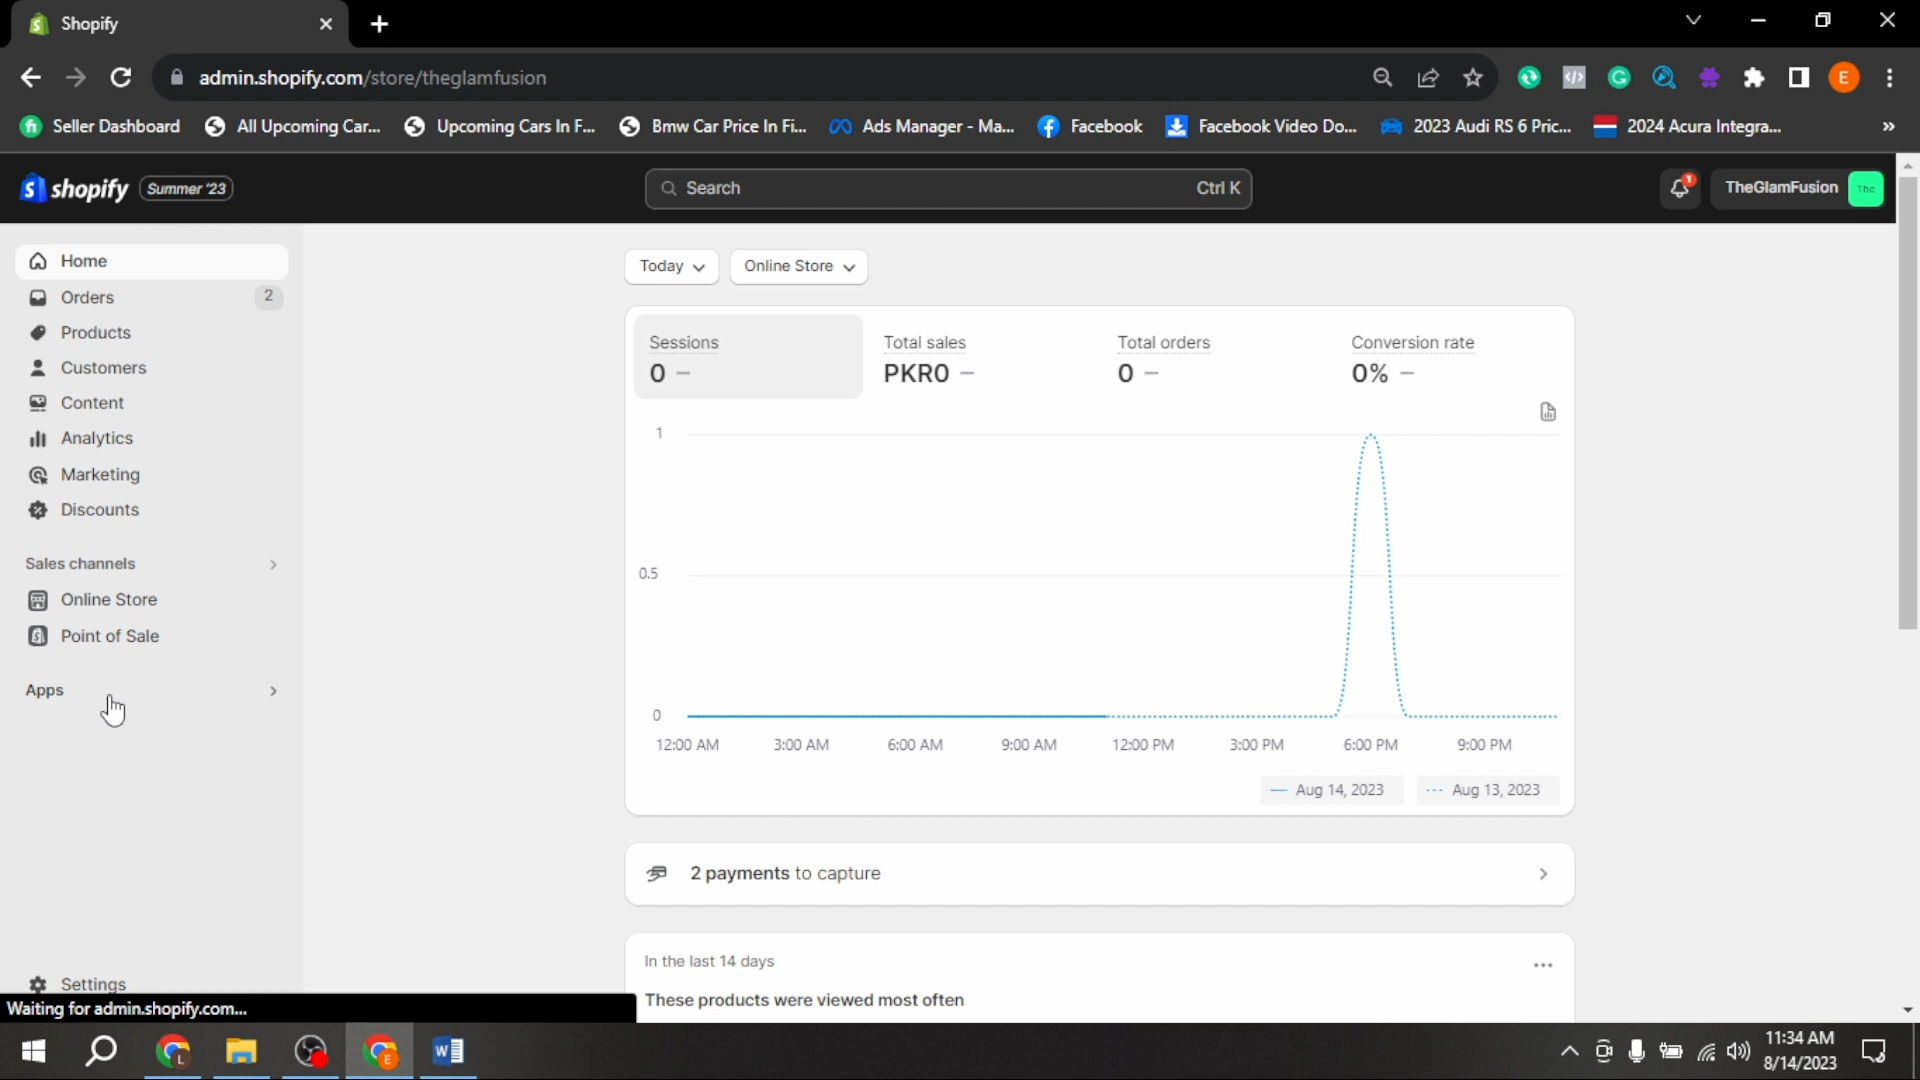 Shopify
admin.shopify.com/store/theglamfusion
E
Seller Dashboard
All Upcoming Car...
Upcoming Cars In F...
Bmw Car Price In Fi...
Ads Manager - Ma...
Facebook
Facebook Video Do...
2023 Audi RS 6 Pric...
2024 Acura Integra...
»
shopify
Summer '23
Search
Ctrl K
1
TheGlamFusion
The
Home
Orders
2
Products
Customers
Content
Analytics
Marketing
Discounts
Sales channels
Online Store
Point of Sale
Apps
Settings
Today
Online Store
Sessions
0 –
Total sales
PKR0 –
Total orders
0 –
Conversion rate
0% –
1
0.5
0
12:00 AM
3:00 AM
6:00 AM
9:00 AM
12:00 PM
3:00 PM
6:00 PM
9:00 PM
Aug 14, 2023
Aug 13, 2023
2 payments to capture
In the last 14 days
These products were viewed most often
Waiting for admin.shopify.com...
L
E
W
11:34 AM
8/14/2023